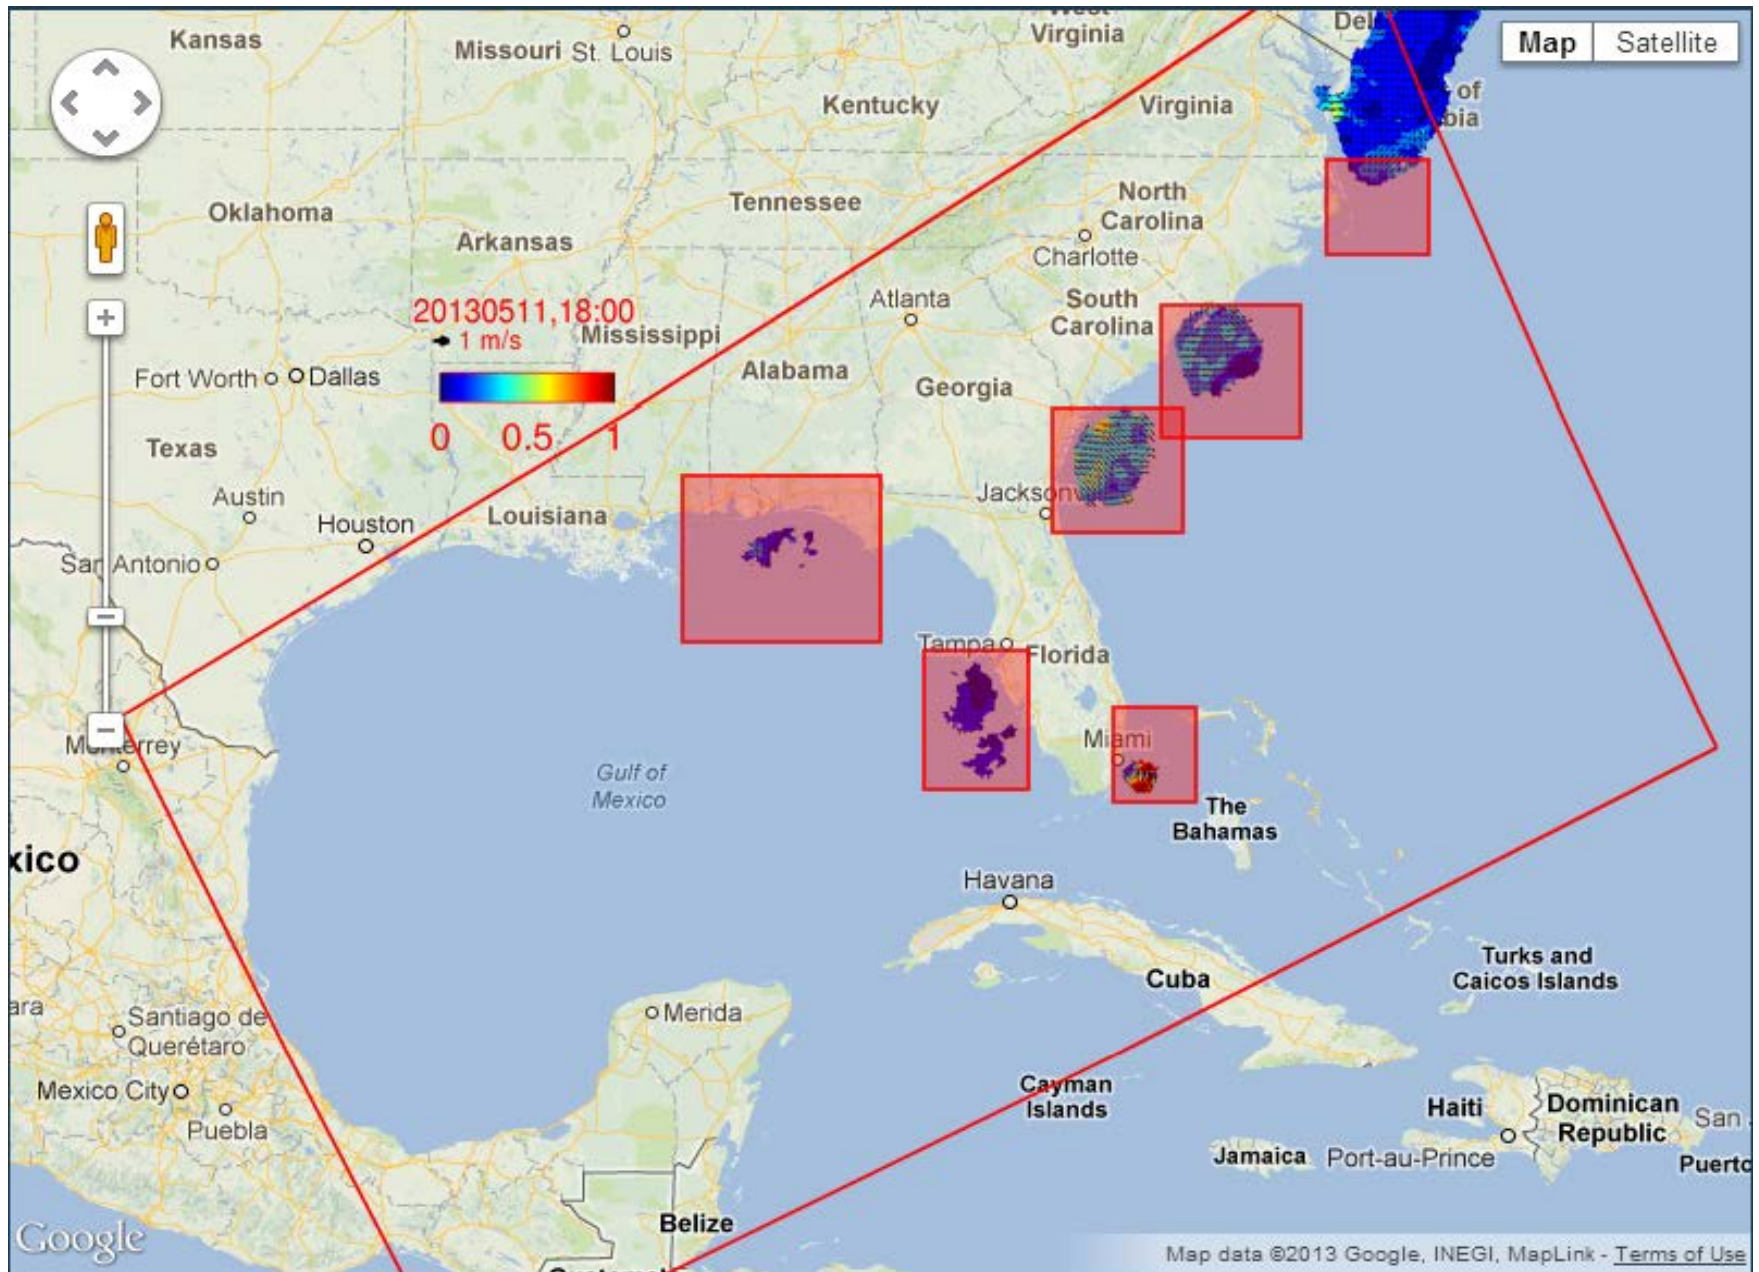 Kansas
Missouri
St. Louis
West
Virginia
Del
Map
Satellite
Kentucky
Virginia
of
bia
Oklahoma
Arkansas
Tennessee
North
Carolina
Charlotte
20130511,18:00
1 m/s
Mississippi
Atlanta
South
Carolina
Fort Worth
Dallas
Alabama
Georgia
0 0.5 1
Texas
Austin
Houston
Louisiana
San Antonio
Tampa
Florida
Monterrey
Miami
Gulf of
Mexico
The
Bahamas
xico
Havana
Turks and
Caicos Islands
Cuba
ara
Santiago de
Querétaro
Merida
Mexico City
Puebla
Cayman
Islands
Haiti
Dominican
Republic
San
Jamaica
Port-au-Prince
Puerto
Belize
Google
Map data ©2013 Google, INEGI, MapLink - Terms of Use